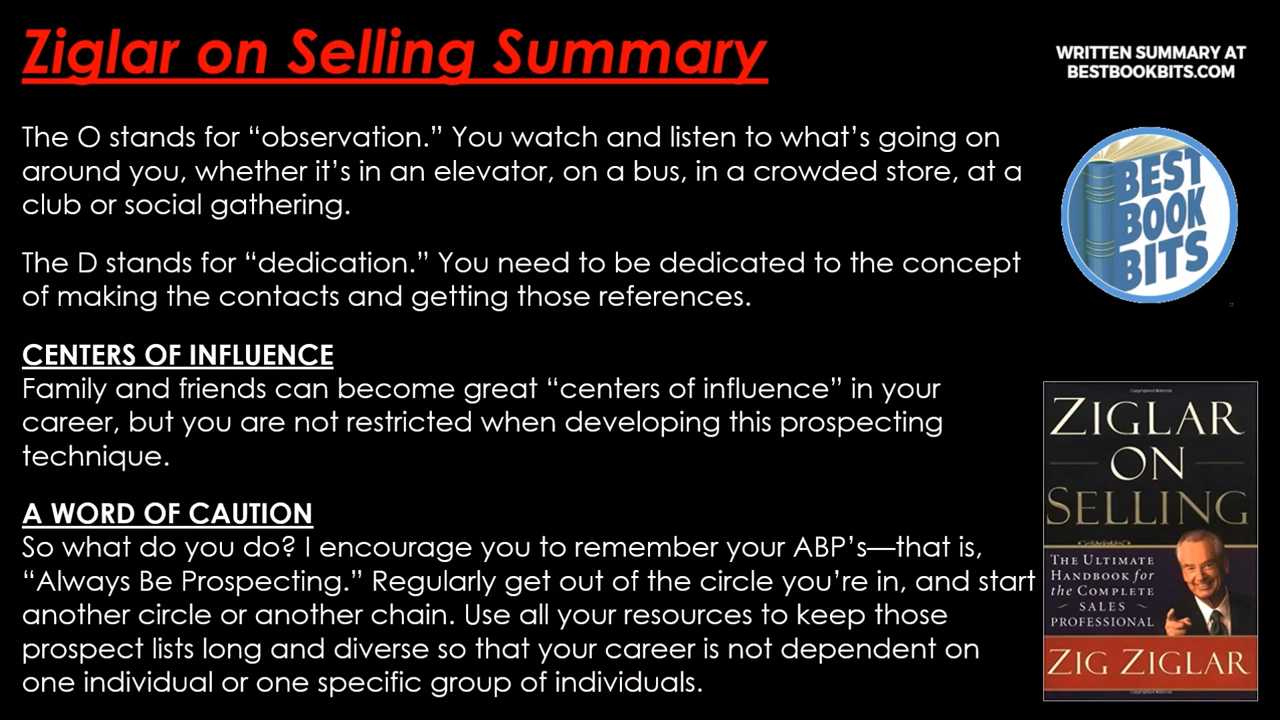 Ziglar on Selling Summary
WRITTEN SUMMARY AT
BESTBOOKBITS.COM
The O stands for “observation.” You watch and listen to what’s going on
around you, whether it’s in an elevator, on a bus, in a crowded store, at a
club or social gathering.
The D stands for “dedication.” You need to be dedicated to the concept
of making the contacts and getting those references.
CENTERS OF INFLUENCE
Family and friends can become great “centers of influence” in your
career, but you are not restricted when developing this prospecting
technique.
A WORD OF CAUTION
So what do you do? I encourage you to remember your ABP’s—that is,
“Always Be Prospecting.” Regularly get out of the circle you’re in, and start
another circle or another chain. Use all your resources to keep those
prospect lists long and diverse so that your career is not dependent on
one individual or one specific group of individuals.
BEST
BOOK
BITS
Copyrighted Material
ZIGLAR
ON
SELLING
THE ULTIMATE
HANDBOOK for
the COMPLETE
SALES
PROFESSIONAL
ZIG ZIGLAR
Copyrighted Material